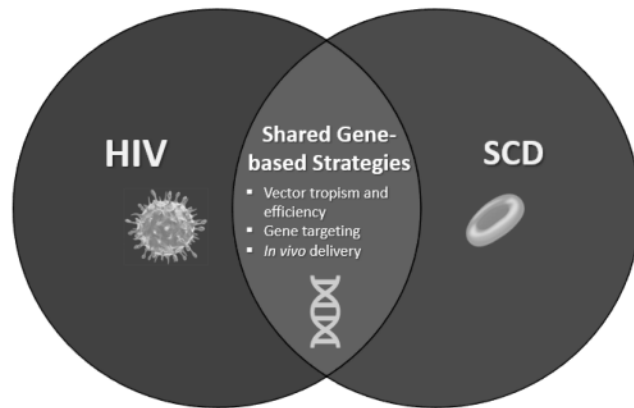 HIV
Shared Gene-
based Strategies
▪ Vector tropism and
efficiency
▪ Gene targeting
▪ In vivo delivery
SCD